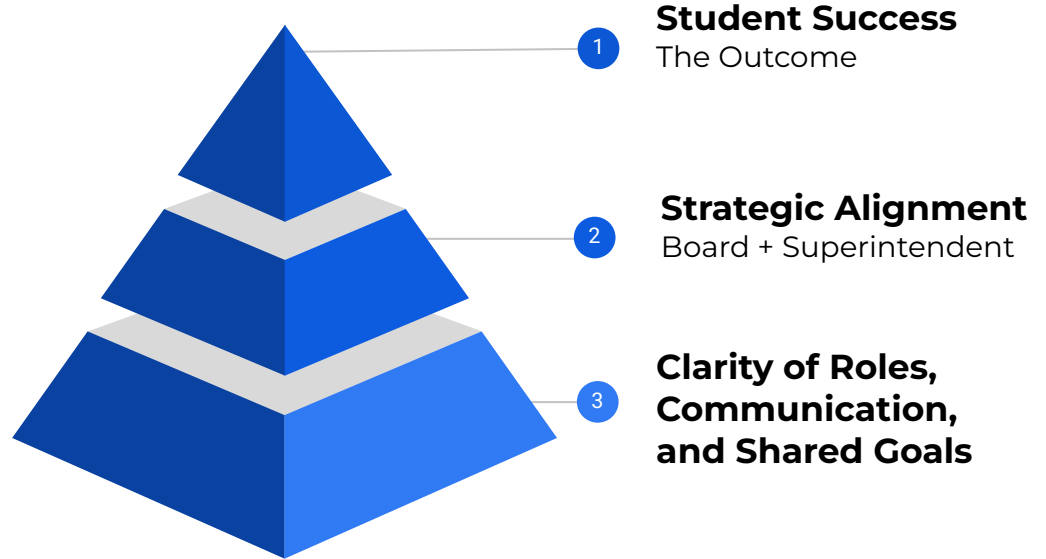 1
Student Success
The Outcome
2
Strategic Alignment
Board + Superintendent
3
Clarity of Roles,
Communication,
and Shared Goals